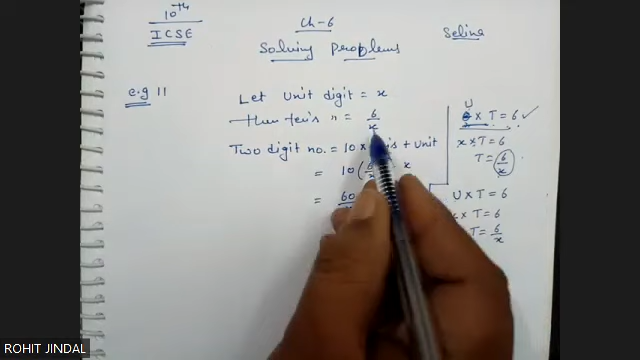 10th
ICSE
Ch-6
Solving Problems
Selina
e.g 11
Let Unit digit = x
Then ten's " = 6/x
Two digit no. = 10 × + Unit
= 10 ( x
= 60
U
× T = 6 ✓
x × T = 6
T = 6/x
U × T = 6
× T = 6
T = 6/x
ROHIT JINDAL